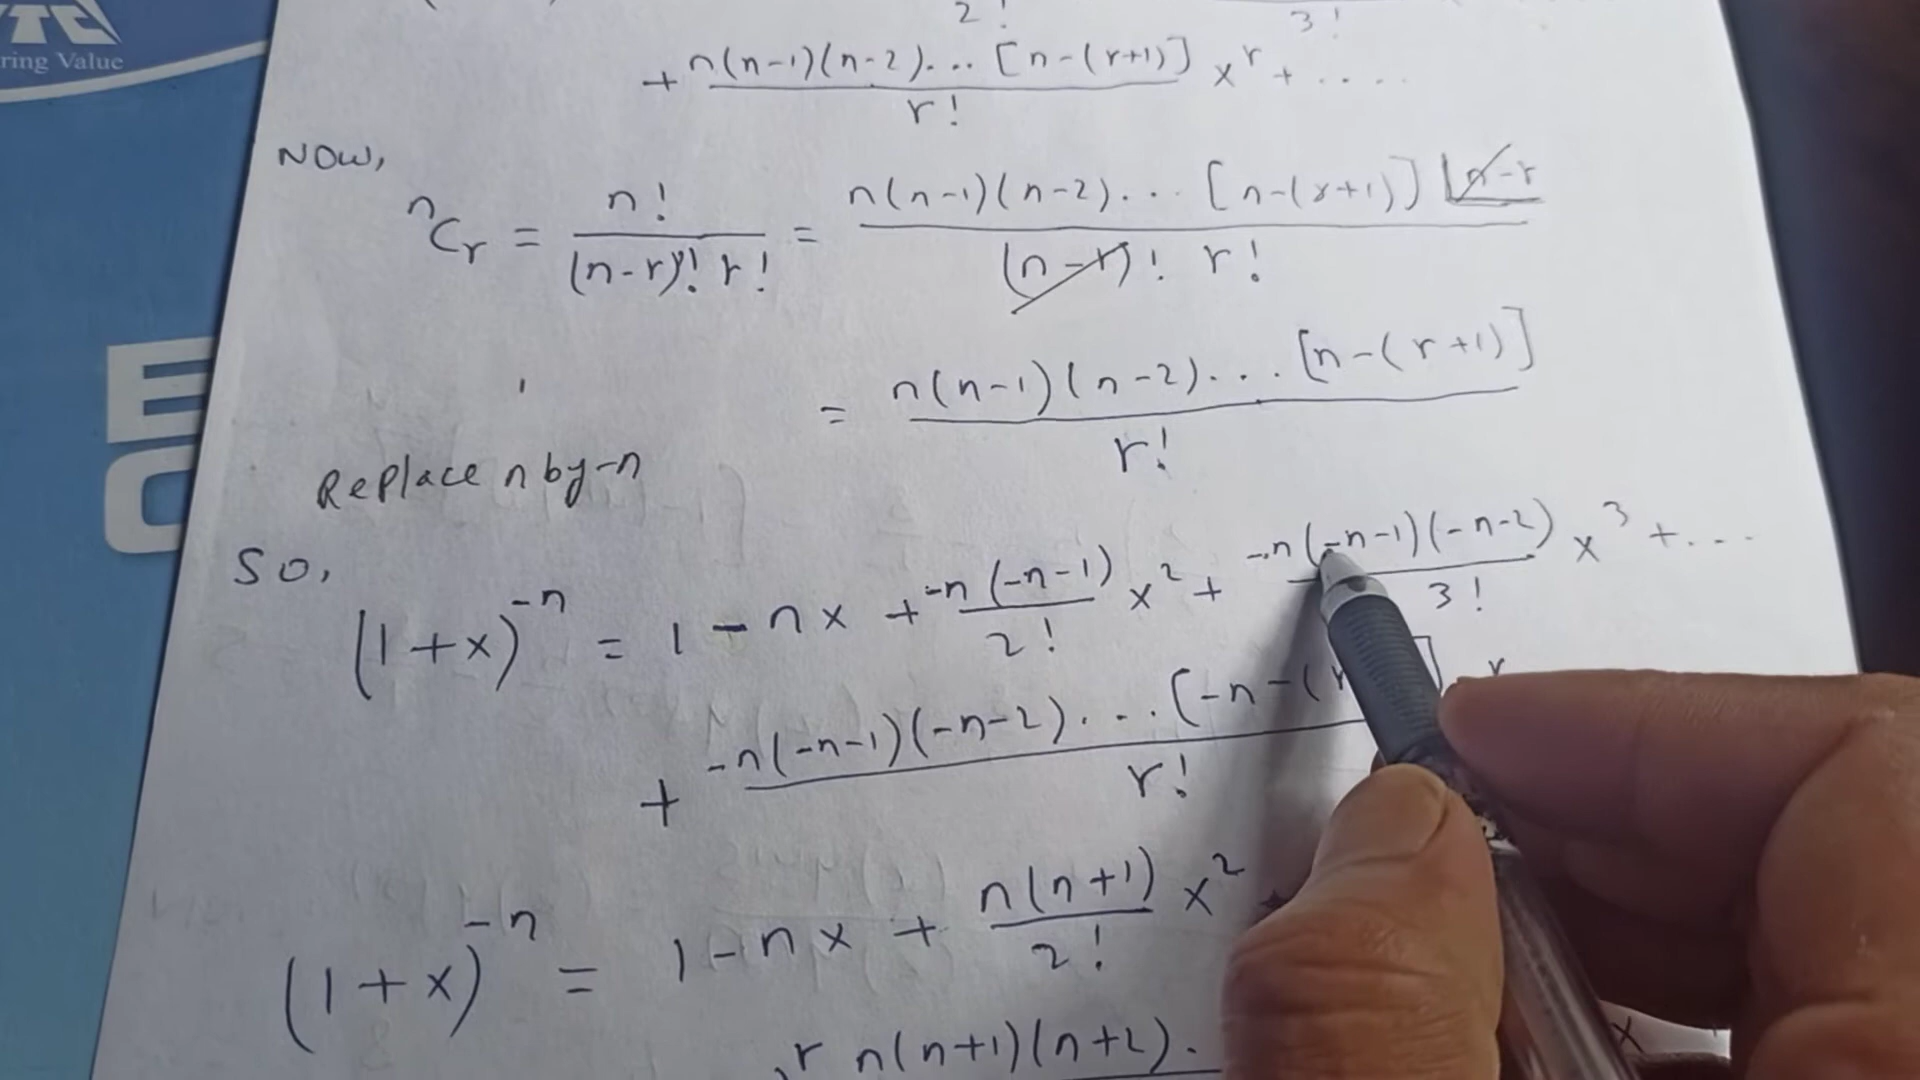 TC
ring Value
E
C
2! 3!
+ n(n-1)(n-2)... [n-(r+1)] / r! x^r + ....
NOW,
ⁿCr = n! / (n-r)! r! = n(n-1)(n-2)... [n-(r+1)] |n-r / (n-r)! r!
= n(n-1)(n-2)... [n-(r+1)] / r!
Replace n by -n
So,
(1+x)^-n = 1 - nx + -n(-n-1) / 2! x^2 + -n(-n-1)(-n-2) / 3! x^3 + ...
+ -n(-n-1)(-n-2)... [-n-(r ] / r! r
(1+x)^-n = 1 - nx + n(n+1) / 2! x^2
r n(n+1)(n+2). x